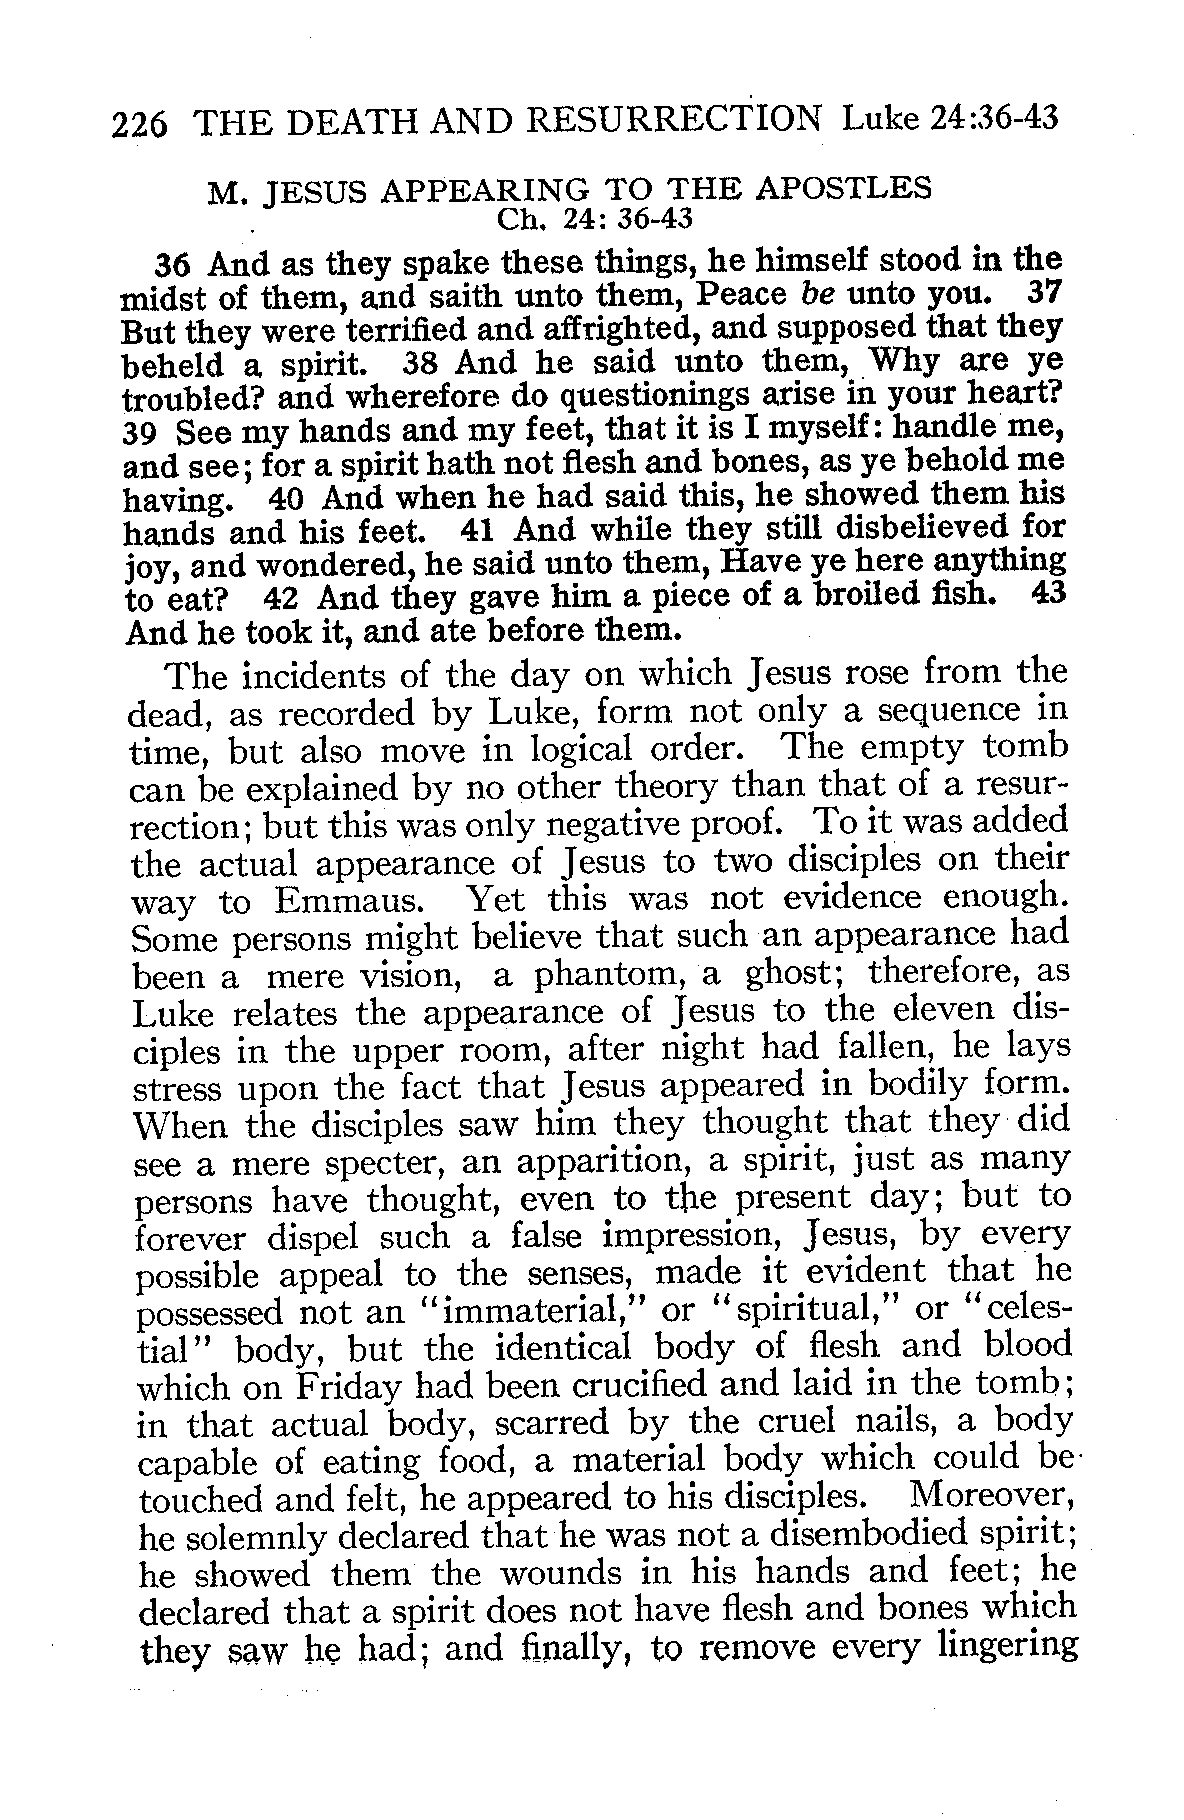 226 THE DEATH AND RESURRECTION Luke 24:36-43
M. JESUS APPEARING TO THE APOSTLES
Ch. 24: 36-43
36 And as they spake these things, he himself stood in the
midst of them, and saith unto them, Peace be unto you. 37
But they were terrified and affrighted, and supposed that they
beheld a spirit. 38 And he said unto them, Why are ye
troubled? and wherefore do questionings arise in your heart?
39 See my hands and my feet, that it is I myself: handle me,
and see; for a spirit hath not flesh and bones, as ye behold me
having. 40 And when he had said this, he showed them his
hands and his feet. 41 And while they still disbelieved for
joy, and wondered, he said unto them, Have ye here anything
to eat? 42 And they gave him a piece of a broiled fish. 43
And he took it, and ate before them.
The incidents of the day on which Jesus rose from the
dead, as recorded by Luke, form not only a sequence in
time, but also move in logical order. The empty tomb
can be explained by no other theory than that of a resur-
rection; but this was only negative proof. To it was added
the actual appearance of Jesus to two disciples on their
way to Emmaus. Yet this was not evidence enough.
Some persons might believe that such an appearance had
been a mere vision, a phantom, a ghost; therefore, as
Luke relates the appearance of Jesus to the eleven dis-
ciples in the upper room, after night had fallen, he lays
stress upon the fact that Jesus appeared in bodily form.
When the disciples saw him they thought that they did
see a mere specter, an apparition, a spirit, just as many
persons have thought, even to the present day; but to
forever dispel such a false impression, Jesus, by every
possible appeal to the senses, made it evident that he
possessed not an "immaterial," or "spiritual," or "celes-
tial" body, but the identical body of flesh and blood
which on Friday had been crucified and laid in the tomb;
in that actual body, scarred by the cruel nails, a body
capable of eating food, a material body which could be
touched and felt, he appeared to his disciples. Moreover,
he solemnly declared that he was not a disembodied spirit;
he showed them the wounds in his hands and feet; he
declared that a spirit does not have flesh and bones which
they saw he had; and finally, to remove every lingering